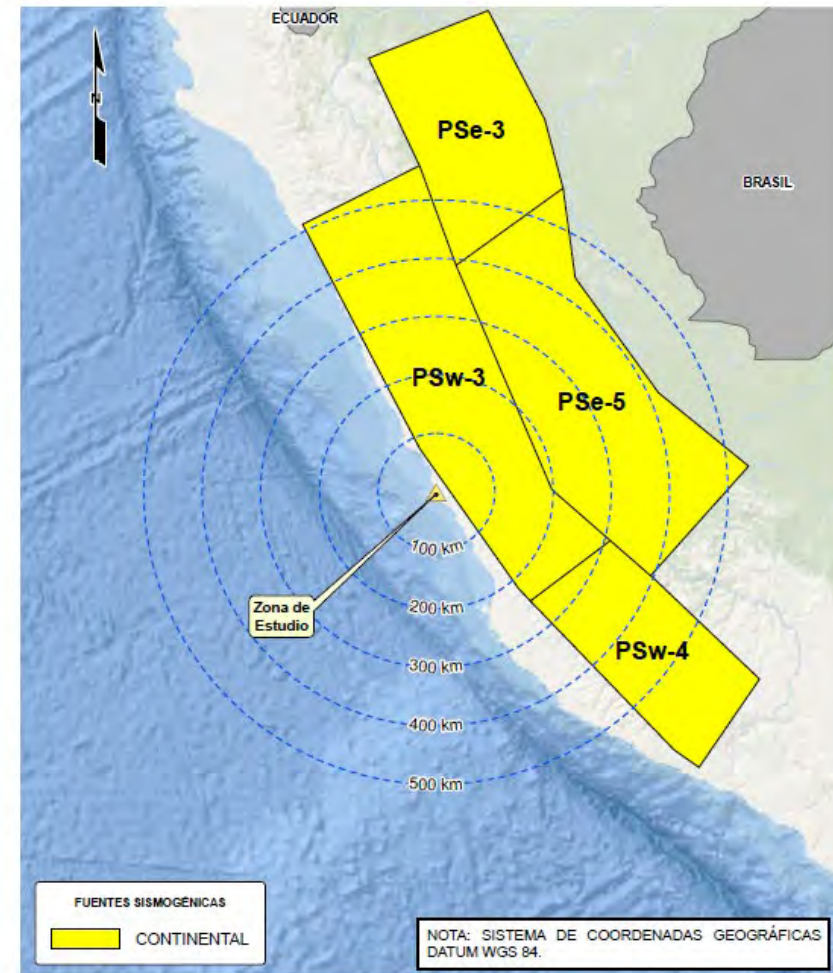 ECUADOR
N
PSe-3
BRASIL
PSw-3
PSe-5
100 km
Zona de
Estudio
200 km
PSw-4
300 km
400 km
500 km
FUENTES SISMOGÉNICAS
CONTINENTAL
NOTA: SISTEMA DE COORDENADAS GEOGRÁFICAS
DATUM WGS 84.